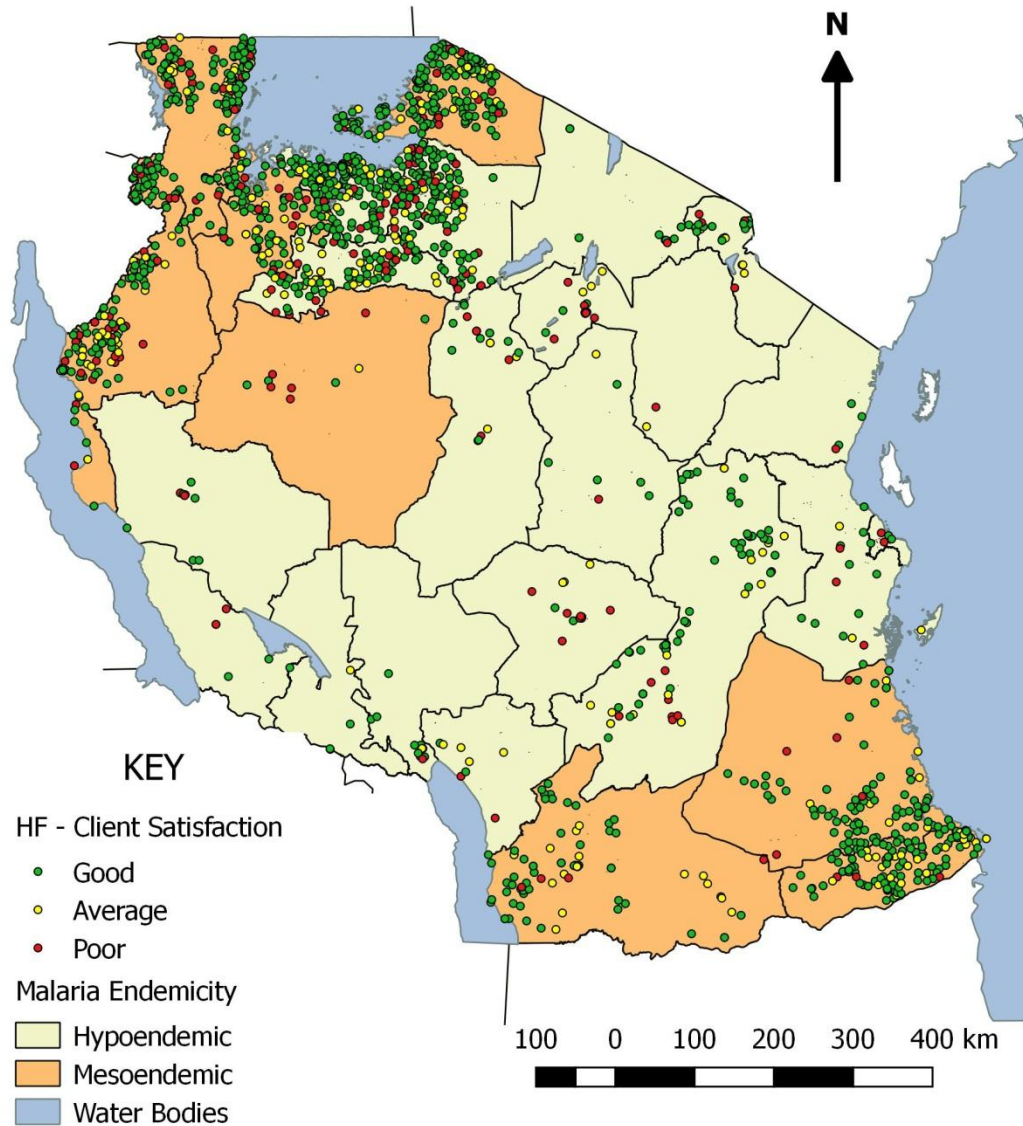 N
KEY
HF - Client Satisfaction
Good
Average
Poor
Malaria Endemicity
Hypoendemic
Mesoendemic
Water Bodies
100 0 100 200 300 400 km